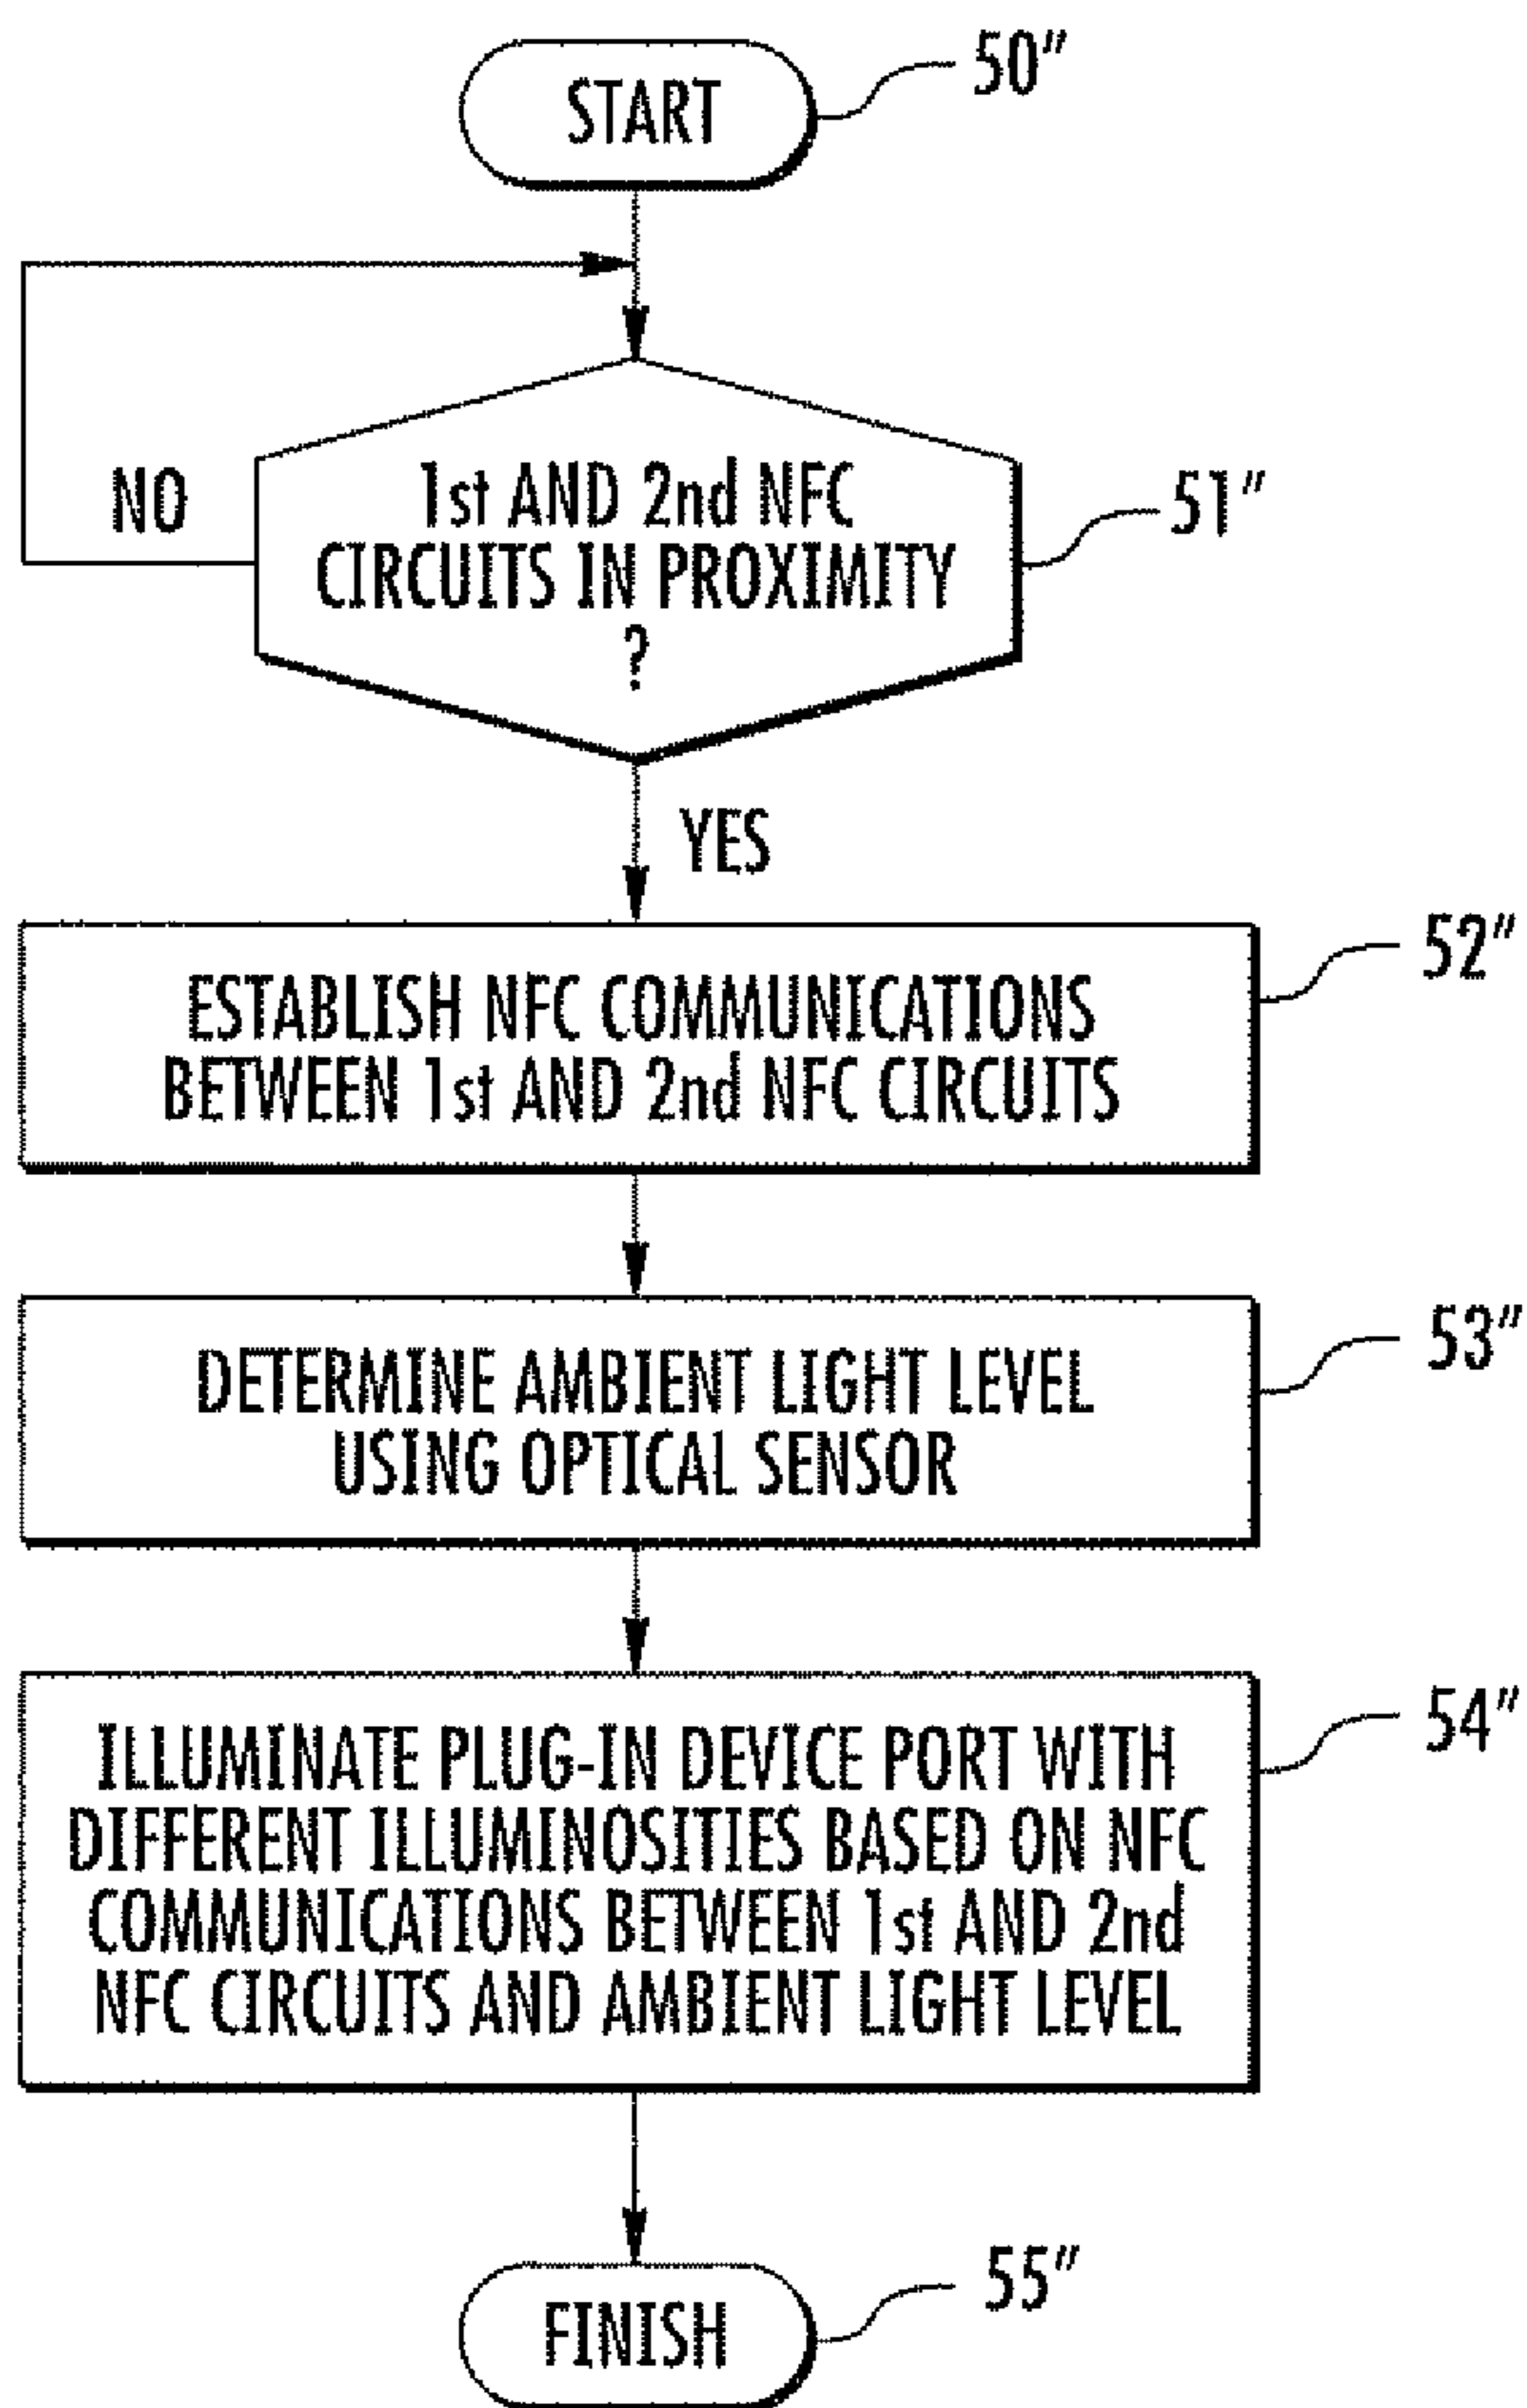 START
50"
1st AND 2nd NFC
CIRCUITS IN PROXIMITY
?
51"
NO
YES
ESTABLISH NFC COMMUNICATIONS
BETWEEN 1st AND 2nd NFC CIRCUITS
52"
DETERMINE AMBIENT LIGHT LEVEL
USING OPTICAL SENSOR
53"
ILLUMINATE PLUG-IN DEVICE PORT WITH
DIFFERENT ILLUMINOSITIES BASED ON NFC
COMMUNICATIONS BETWEEN 1st AND 2nd
NFC CIRCUITS AND AMBIENT LIGHT LEVEL
54"
FINISH
55"